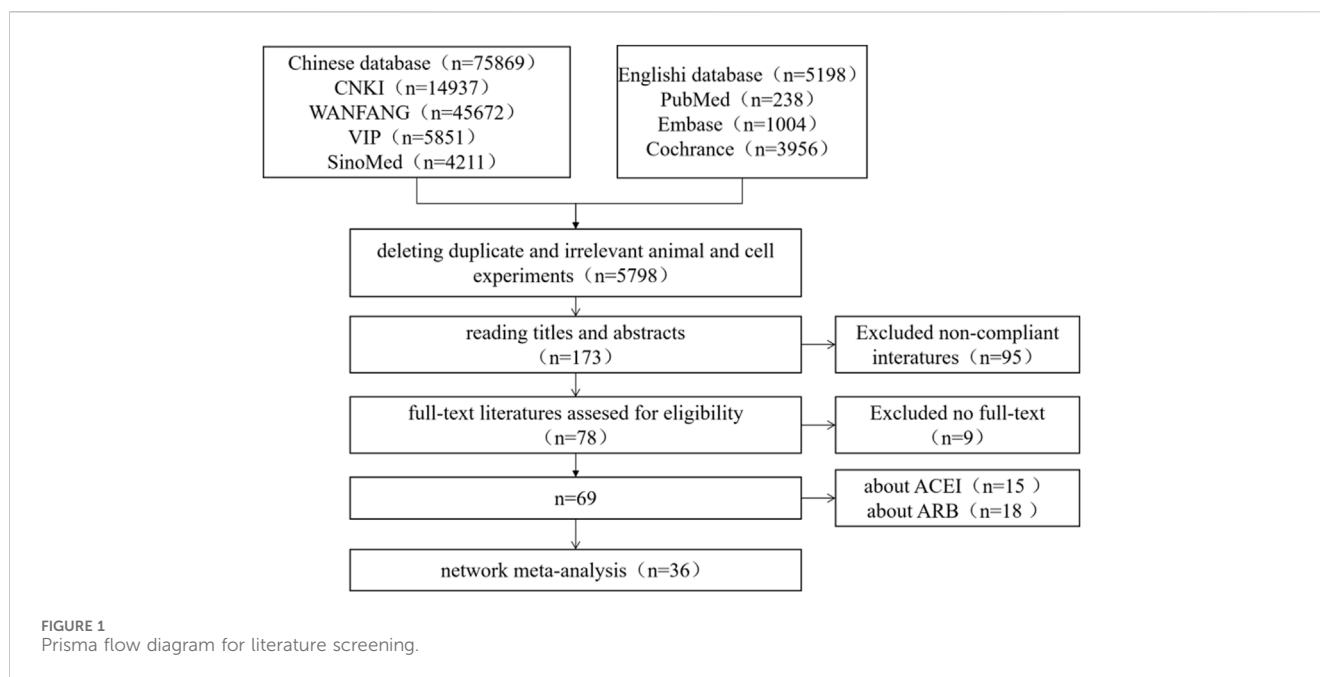 Chinese database（n=75869）
CNKI（n=14937）
WANFANG（n=45672）
VIP（n=5851）
SinoMed（n=4211）
Englishi database（n=5198）
PubMed（n=238）
Embase（n=1004）
Cochrance（n=3956）
deleting duplicate and irrelevant animal and cell
experiments（n=5798）
reading titles and abstracts
（n=173）
Excluded non-compliant
interatures（n=95）
full-text literatures assesed for eligibility
（n=78）
Excluded no full-text
（n=9）
n=69
about ACEI（n=15 ）
about ARB（n=18 ）
network meta-analysis（n=36）
FIGURE 1
Prisma flow diagram for literature screening.